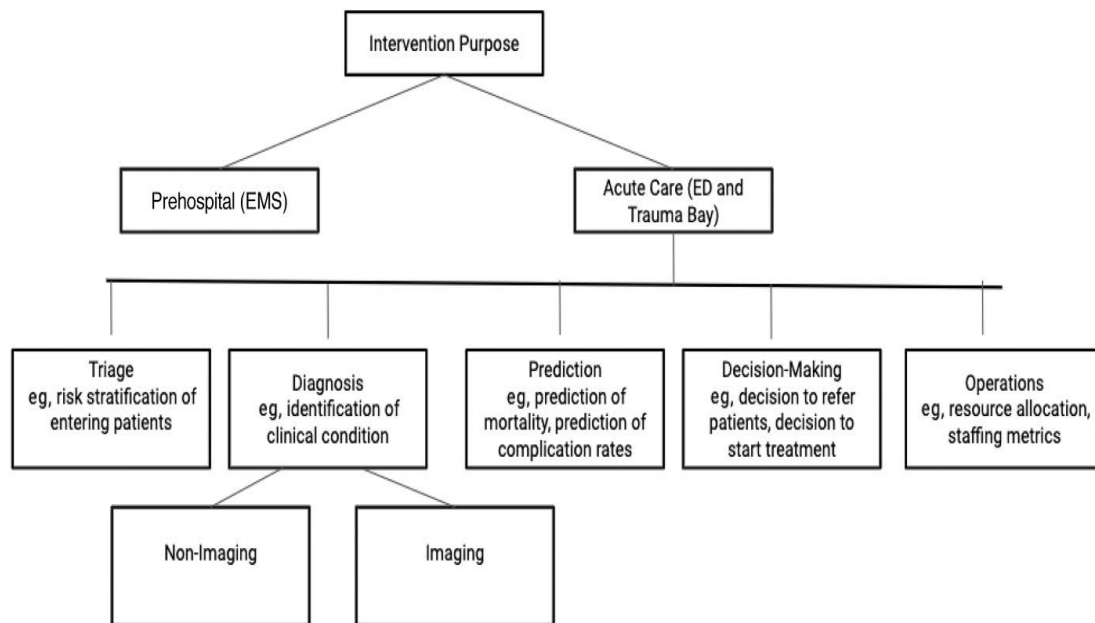 Intervention Purpose
Prehospital (EMS)
Acute Care (ED and
Trauma Bay)
Triage
eg, risk stratification of
entering patients
Diagnosis
eg, identification of
clinical condition
Prediction
eg, prediction of
mortality, prediction of
complication rates
Decision-Making
eg, decision to refer
patients, decision to
start treatment
Operations
eg, resource allocation,
staffing metrics
Non-Imaging
Imaging